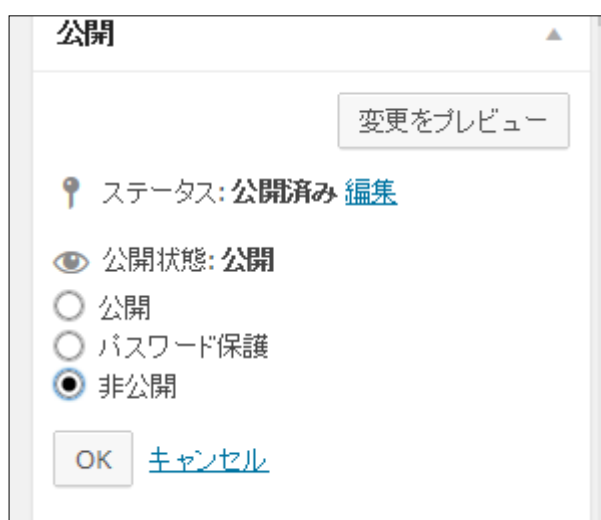 公開
変更をプレビュー
ステータス: 公開済み 編集
公開状態: 公開
公開
パスワード保護
非公開
OK キャンセル